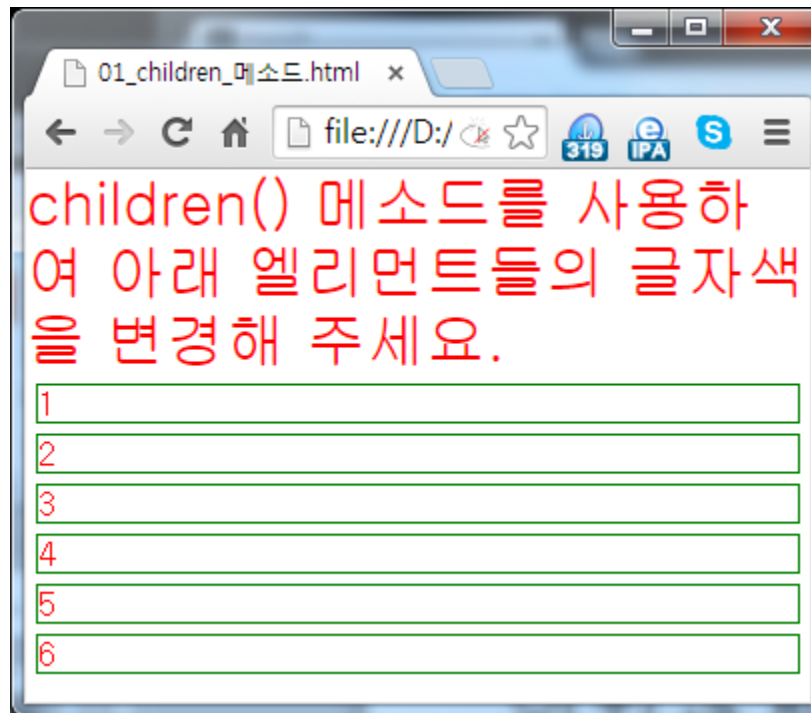 01_children_메소드.html
file:///D:/
319
IPA
children() 메소드를 사용하
여 아래 엘리먼트들의 글자색
을 변경해 주세요.
1
2
3
4
5
6